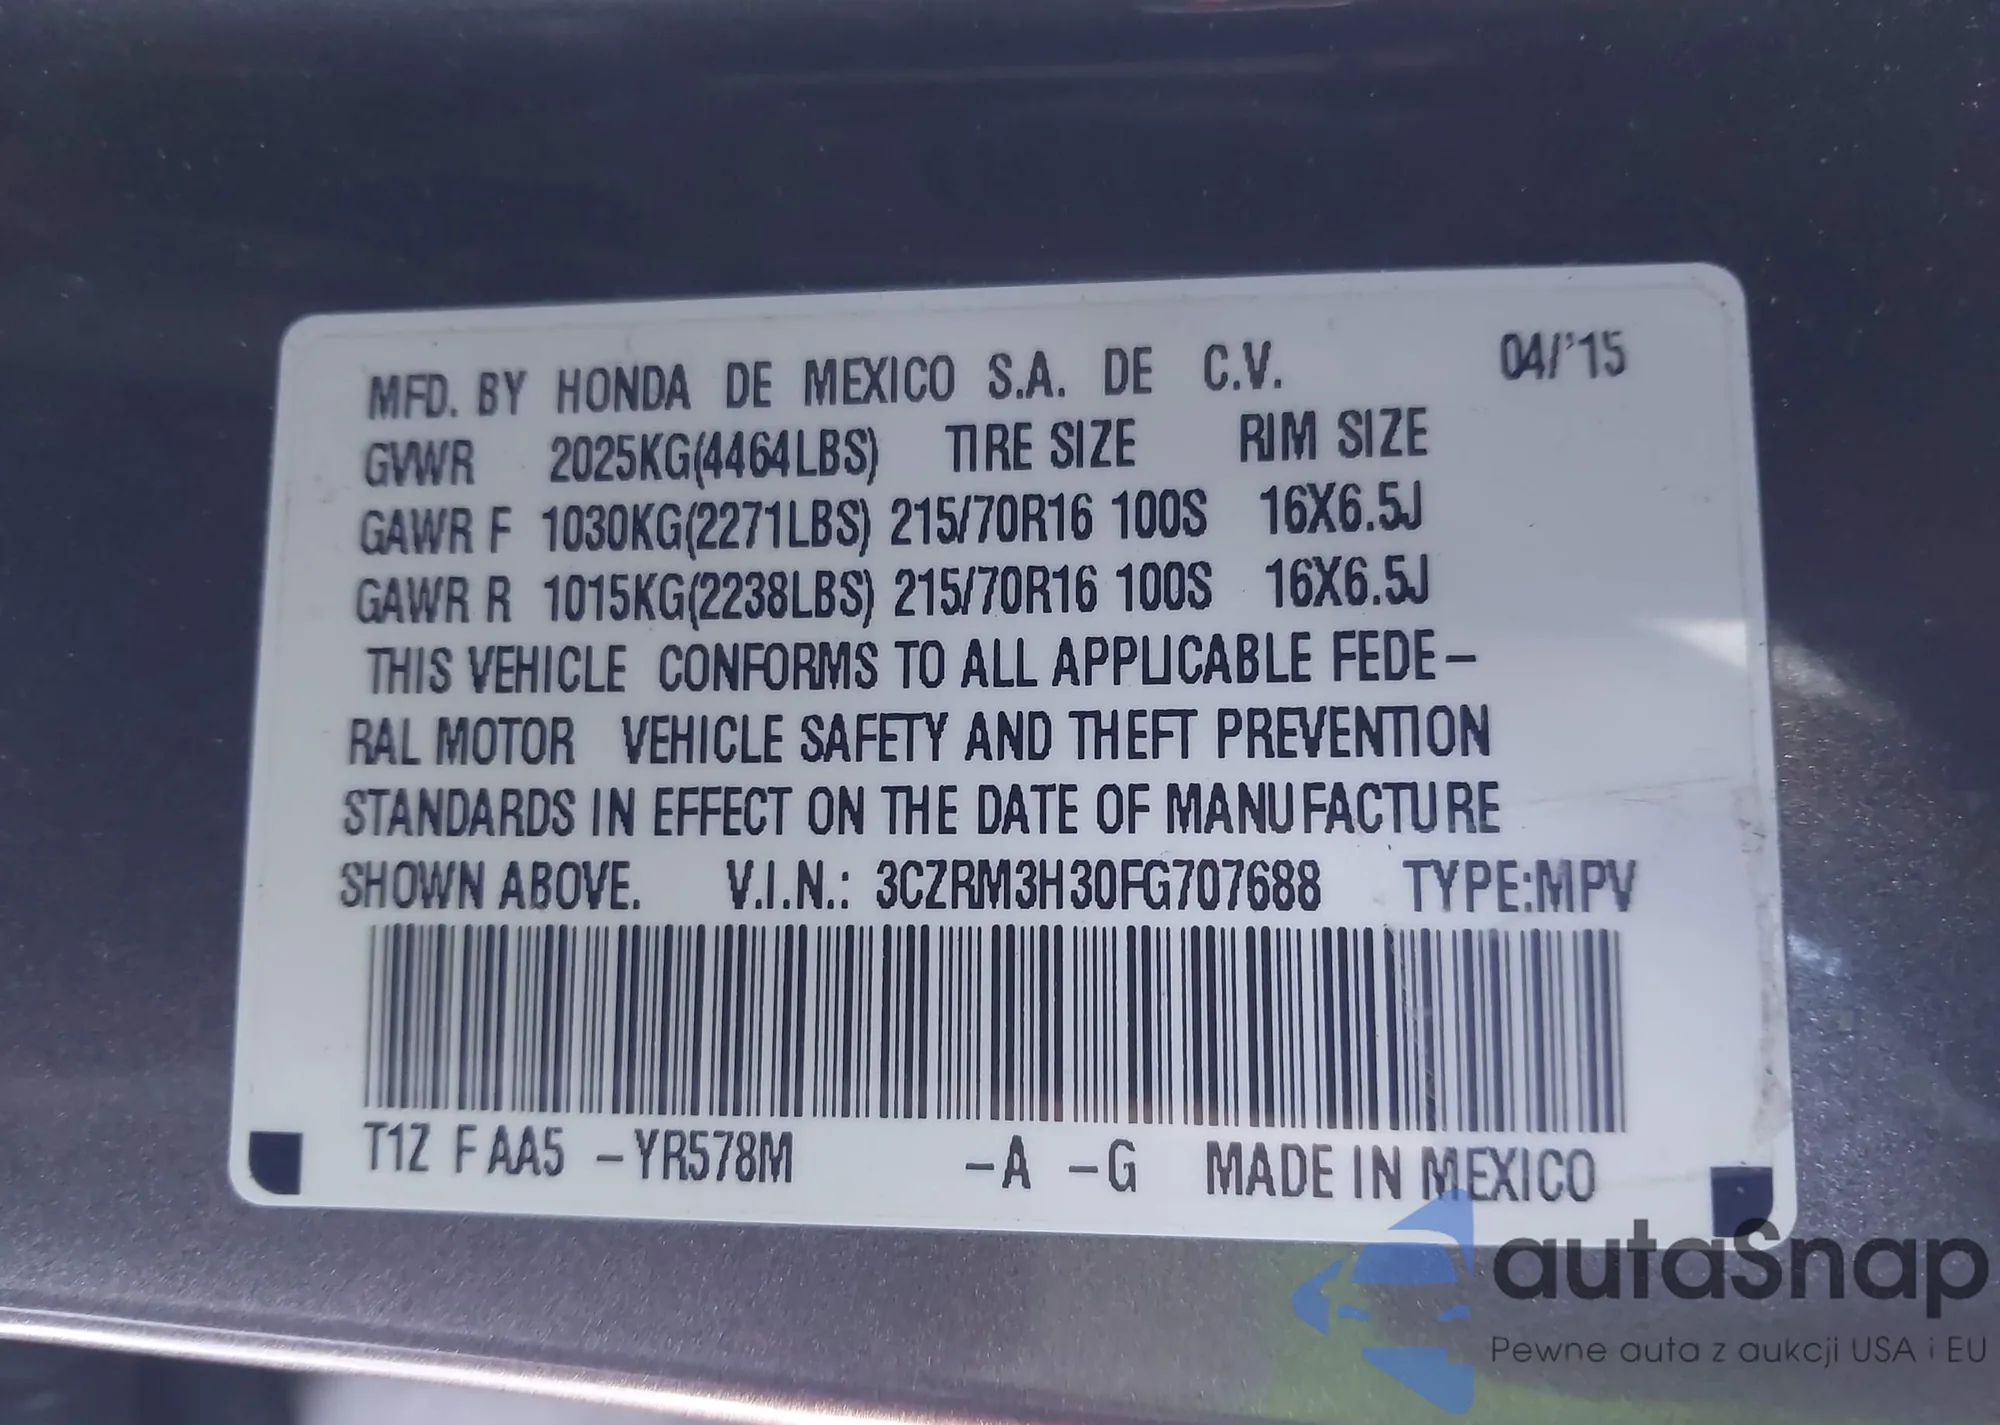 MFD. BY HONDA DE MEXICO S.A. DE C.V. 04/'15
GVWR 2025KG(4464LBS) TIRE SIZE RIM SIZE
GAWR F 1030KG(2271LBS) 215/70R16 100S 16X6.5J
GAWR R 1015KG(2238LBS) 215/70R16 100S 16X6.5J
THIS VEHICLE CONFORMS TO ALL APPLICABLE FEDE-
RAL MOTOR VEHICLE SAFETY AND THEFT PREVENTION
STANDARDS IN EFFECT ON THE DATE OF MANUFACTURE
SHOWN ABOVE. V.I.N.: 3CZRM3H30FG707688 TYPE:MPV
T1Z F AA5 -YR578M -A -G MADE IN MEXICO
autaSnap
Pewne auta z aukcji USA i EU